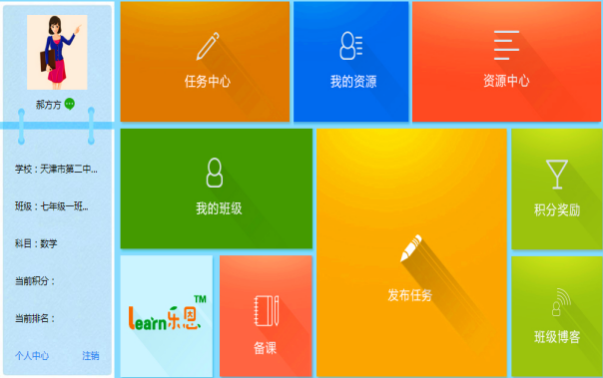 郝方方
学校：天津市第二中...
班级：七年级一班...
科目：数学
当前积分：
当前排名：
个人中心 注销
任务中心
我的资源
资源中心
我的班级
发布任务
积分奖励
Learn乐恩™
备课
班级博客